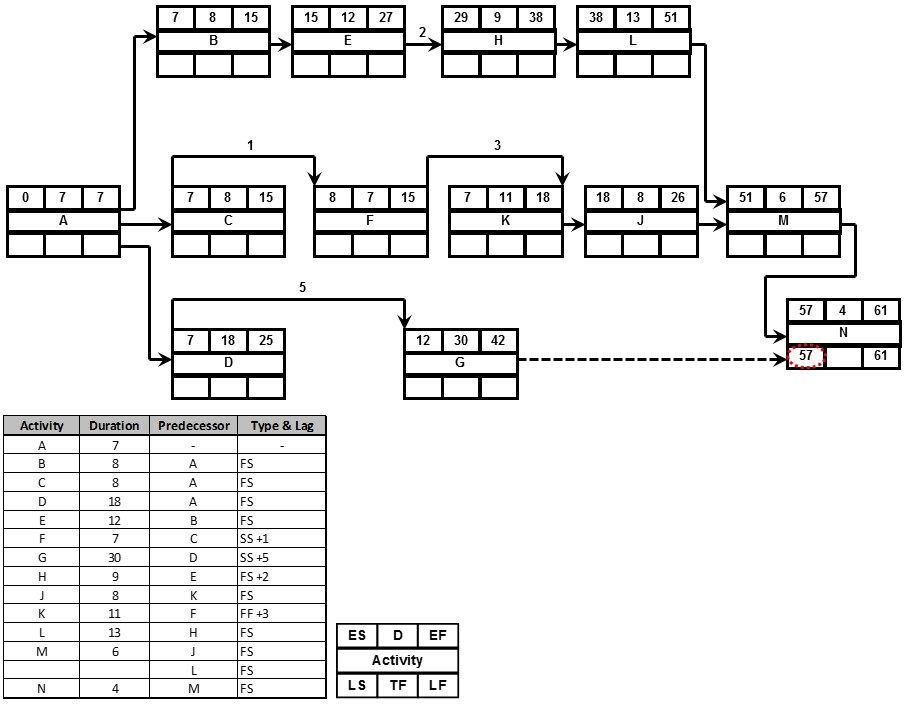 7 8 15
B
15 12 27
E
2
29 9 38
H
38 13 51
L
1
3
0 7 7
A
7 8 15
C
8 7 15
F
7 11 18
K
18 8 26
J
51 6 57
M
5
7 18 25
D
12 30 42
G
57 4 61
N
57 61
Activity Duration Predecessor Type & Lag
A 7 - -
B 8 A FS
C 8 A FS
D 18 A FS
E 12 B FS
F 7 C SS +1
G 30 D SS +5
H 9 E FS +2
J 8 K FS
K 11 F FF +3
L 13 H FS
M 6 J FS
L FS
N 4 M FS
ES D EF
Activity
LS TF LF